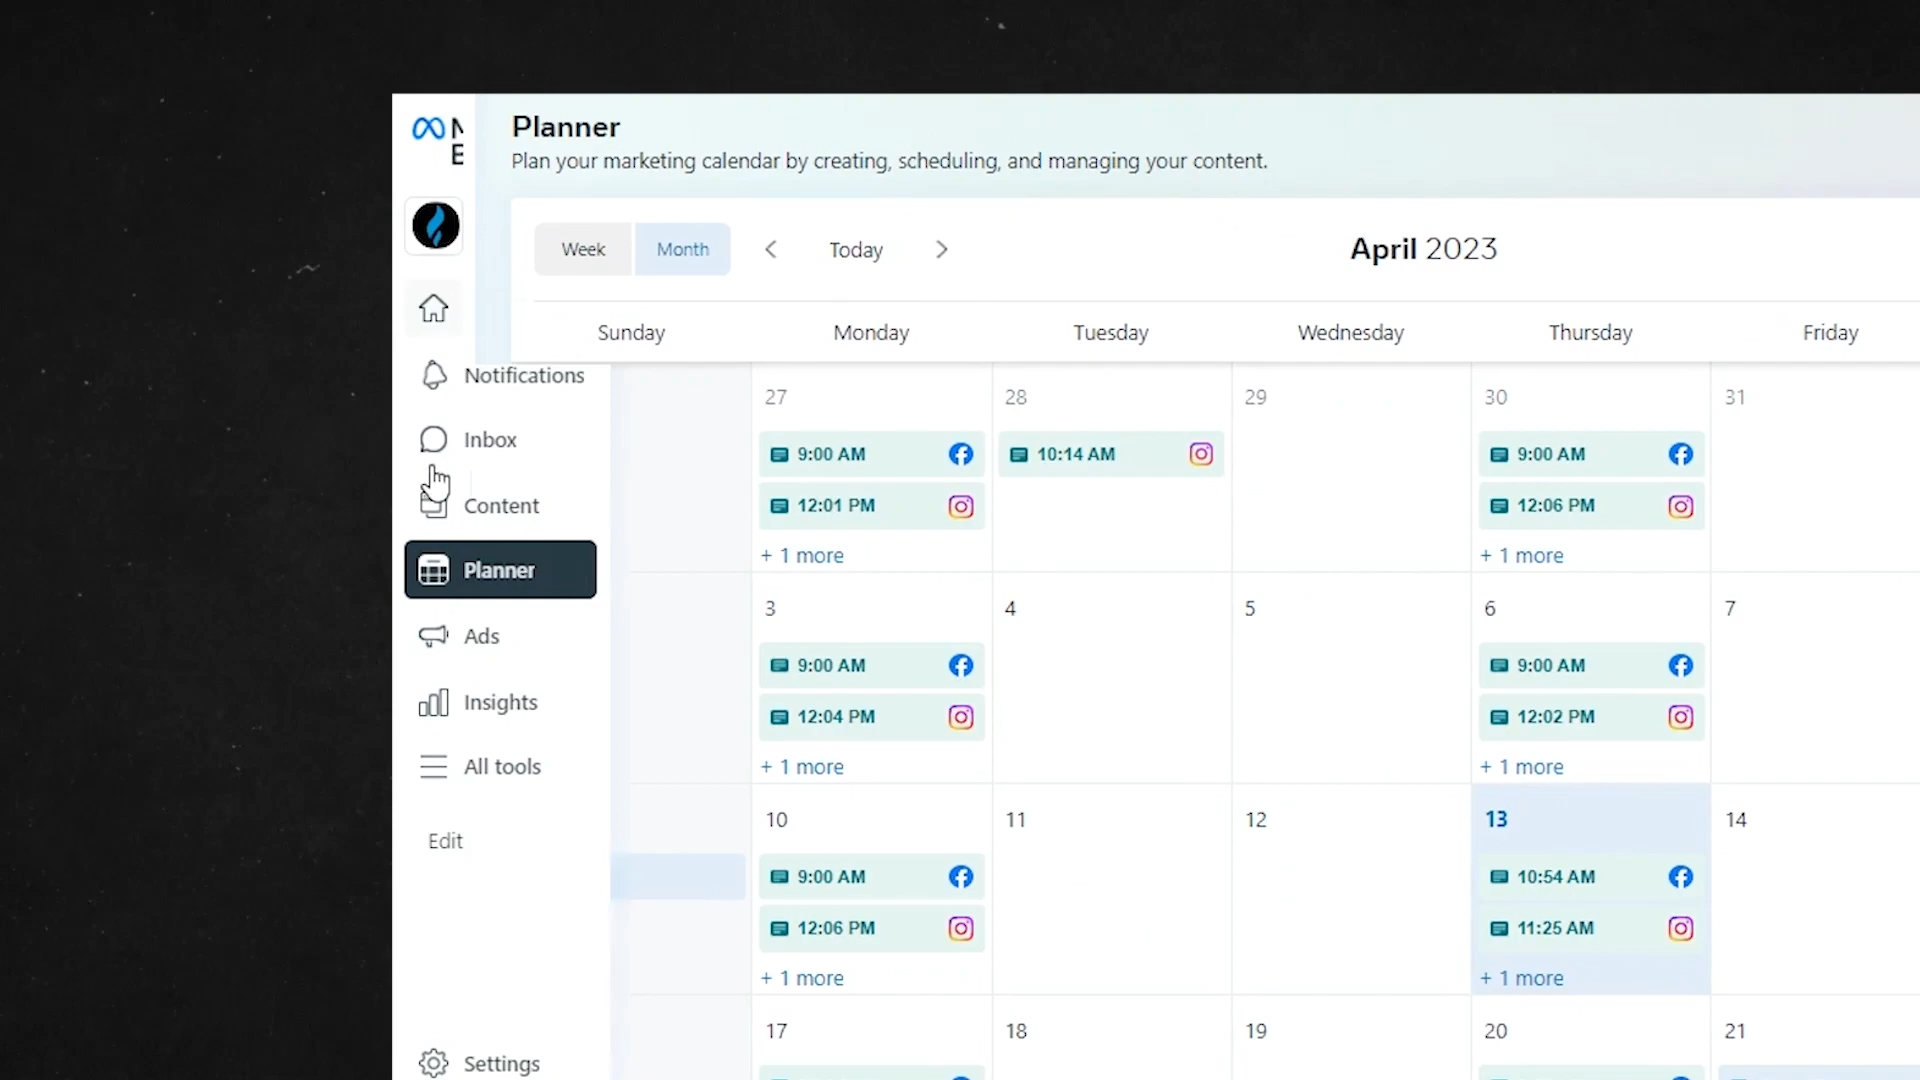 Planner
Plan your marketing calendar by creating, scheduling, and managing your content.
Week Month Today April 2023
Sunday Monday Tuesday Wednesday Thursday Friday
Notifications
Inbox
Content
Planner
Ads
Insights
All tools
Edit
Settings
27 28 29 30 31
9:00 AM 10:14 AM 9:00 AM
12:01 PM 12:06 PM
+ 1 more + 1 more
3 4 5 6 7
9:00 AM 9:00 AM
12:04 PM 12:02 PM
+ 1 more + 1 more
10 11 12 13 14
9:00 AM 10:54 AM
12:06 PM 11:25 AM
+ 1 more + 1 more
17 18 19 20 21